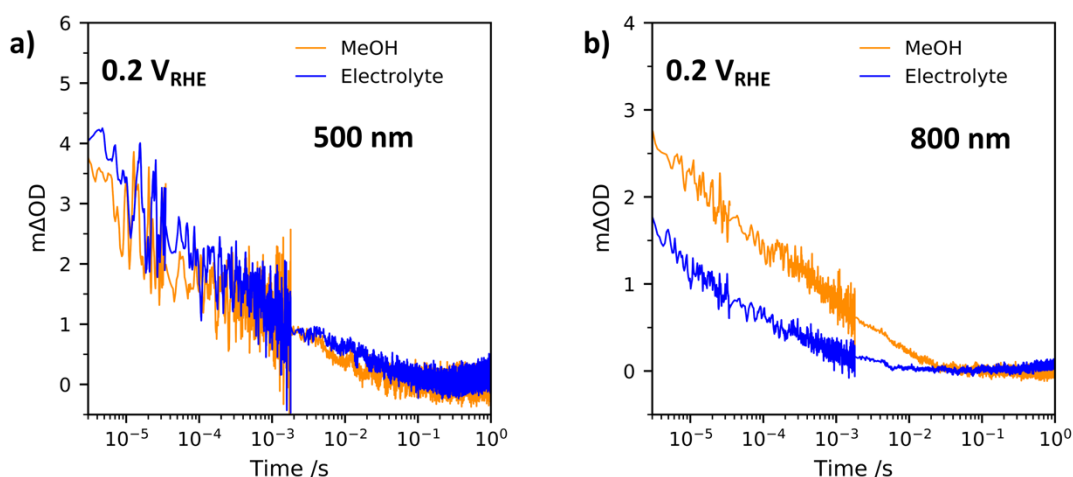 a)
0.2 V_RHE
MeOH
Electrolyte
500 nm
mΔOD
6
5
4
3
2
1
0
10⁻⁵ 10⁻⁴ 10⁻³ 10⁻² 10⁻¹ 10⁰
Time /s
b)
0.2 V_RHE
MeOH
Electrolyte
800 nm
mΔOD
4
3
2
1
0
10⁻⁵ 10⁻⁴ 10⁻³ 10⁻² 10⁻¹ 10⁰
Time /s